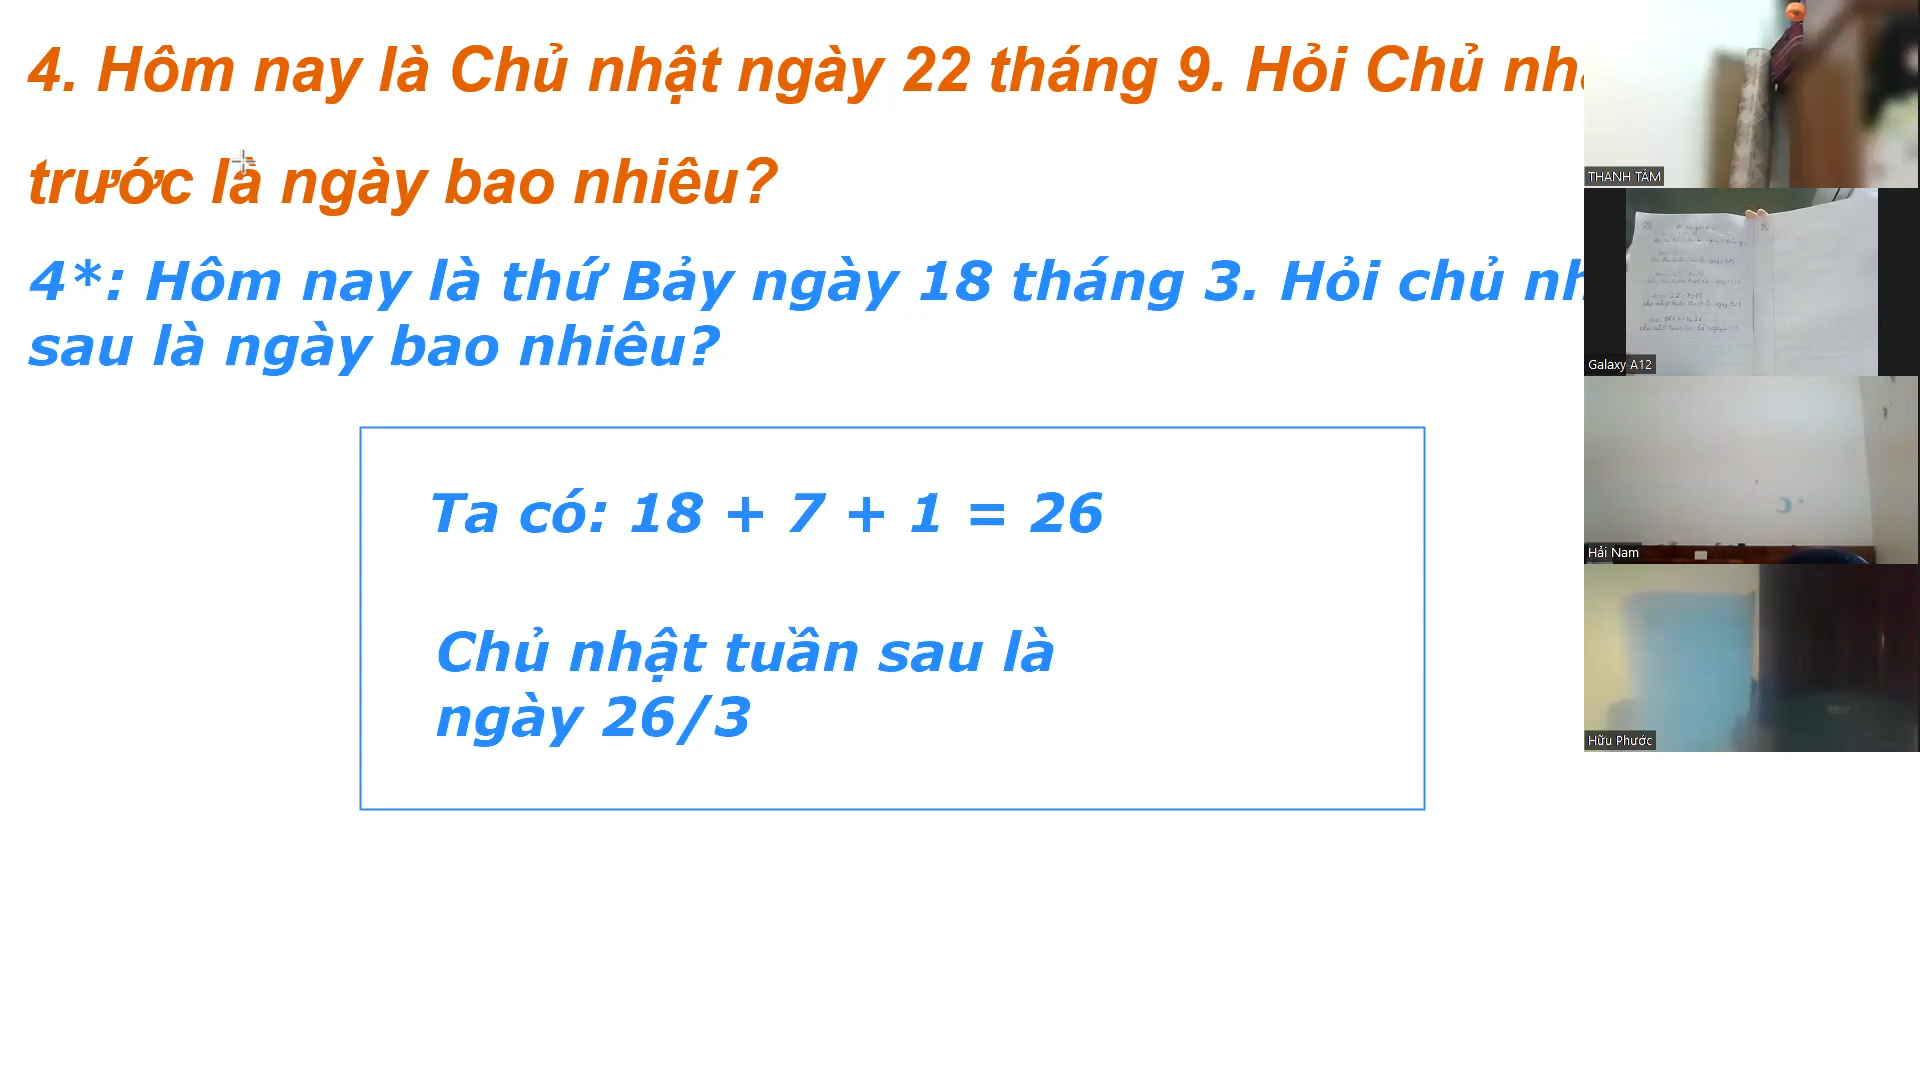 4. Hôm nay là Chủ nhật ngày 22 tháng 9. Hỏi Chủ
trước là ngày bao nhiêu?
4*: Hôm nay là thứ Bảy ngày 18 tháng 3. Hỏi chủ
sau là ngày bao nhiêu?
Ta có: 18 + 7 + 1 = 26
Chủ nhật tuần sau là
ngày 26/3
THANH TÂM
Galaxy A12
Hải Nam
Hữu Phước